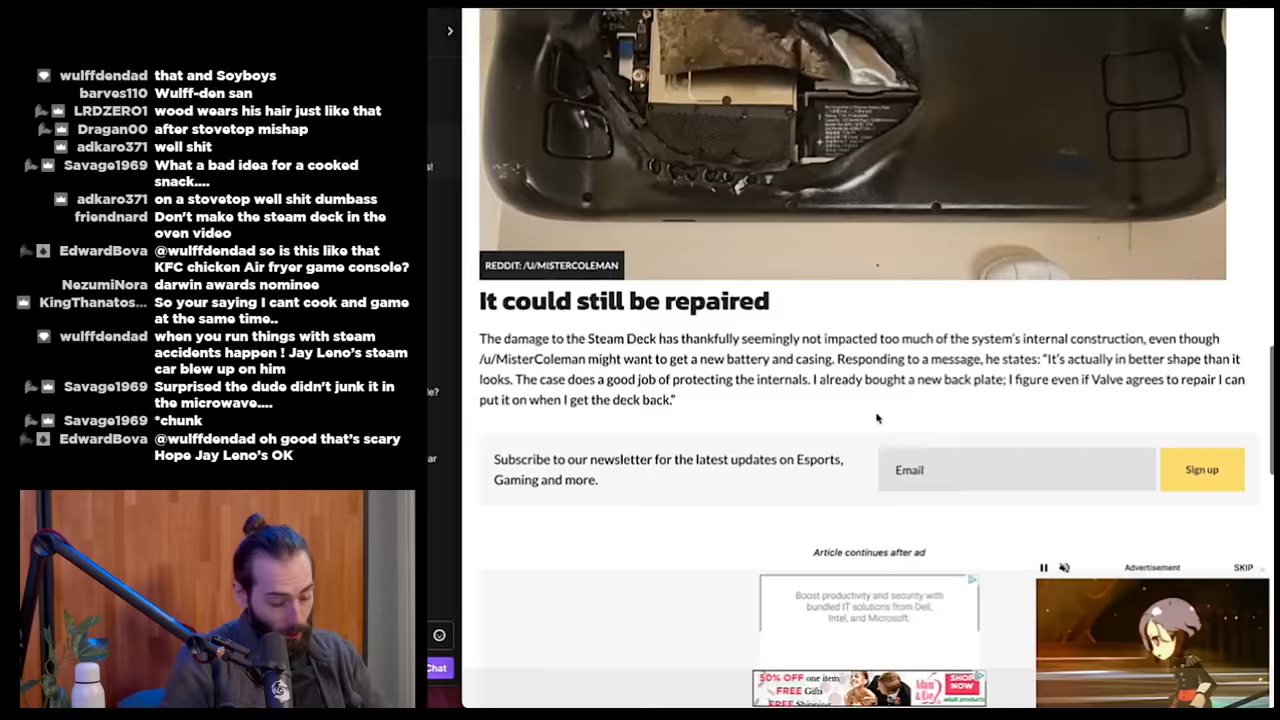 wulffdendad that and Soyboys
barves110 Wulff-den san
LRDZERO1 wood wears his hair just like that
Dragan00 after stovetop mishap
adkaro371 well shit
Savage1969 What a bad idea for a cooked
snack....
adkaro371 on a stovetop well shit dumbass
friendnard Don't make the steam deck in the
oven video
EdwardBova @wulffdendad so is this like that
KFC chicken Air fryer game console?
NezumiNora darwin awards nominee
KingThanatos... So your saying I cant cook and game
at the same time..
wulffdendad when you run things with steam
accidents happen ! Jay Leno's steam
car blew up on him
Savage1969 Surprised the dude didn't junk it in
the microwave....
Savage1969 *chunk
EdwardBova @wulffdendad oh good that's scary
Hope Jay Leno's OK
Chat
REDDIT: /U/MISTERCOLEMAN
It could still be repaired
The damage to the Steam Deck has thankfully seemingly not impacted too much of the system's internal construction, even though
/u/MisterColeman might want to get a new battery and casing. Responding to a message, he states: "It's actually in better shape than it
looks. The case does a good job of protecting the internals. I already bought a new back plate; I figure even if Valve agrees to repair I can
put it on when I get the deck back."
Subscribe to our newsletter for the latest updates on Esports,
Gaming and more.
Email
Sign up
Article continues after ad
Advertisement
SKIP
Boost productivity and security with
bundled IT solutions from Dell,
Intel, and Microsoft.
50% OFF one item
FREE Gifts
FREE Shipping
Adam & Eve
adult products
SHOP
NOW